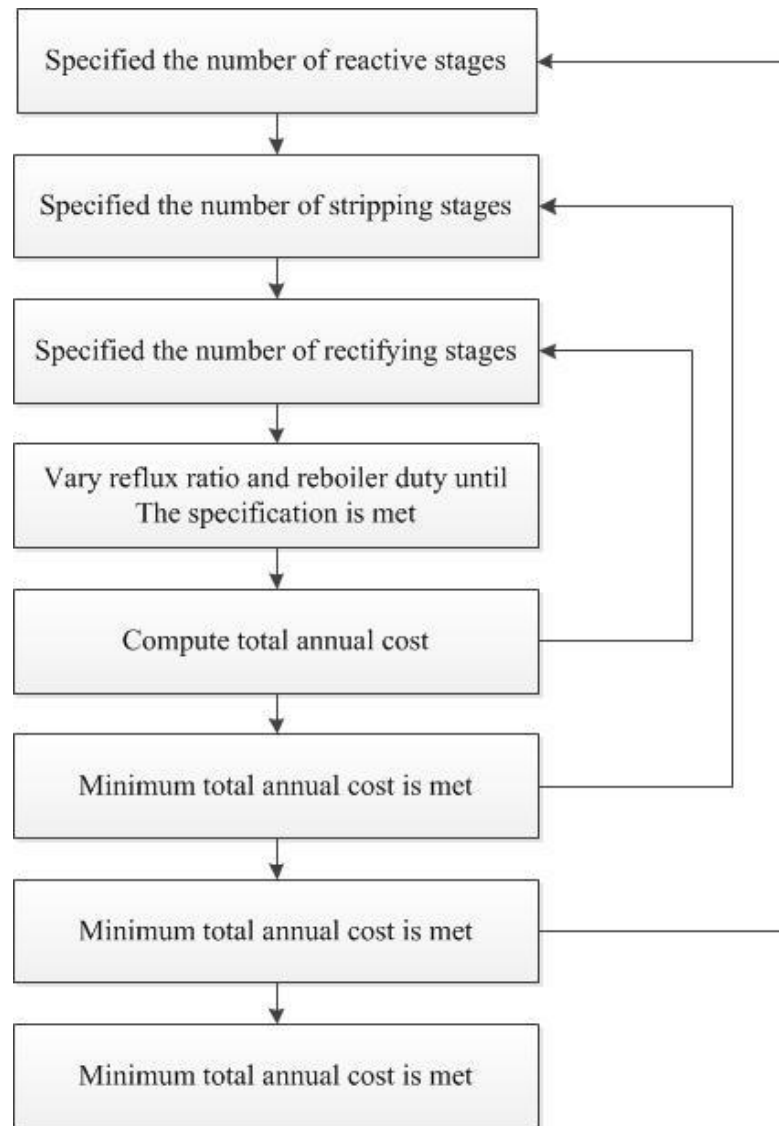 Specified the number of reactive stages
Specified the number of stripping stages
Specified the number of rectifying stages
Vary reflux ratio and reboiler duty until
The specification is met
Compute total annual cost
Minimum total annual cost is met
Minimum total annual cost is met
Minimum total annual cost is met